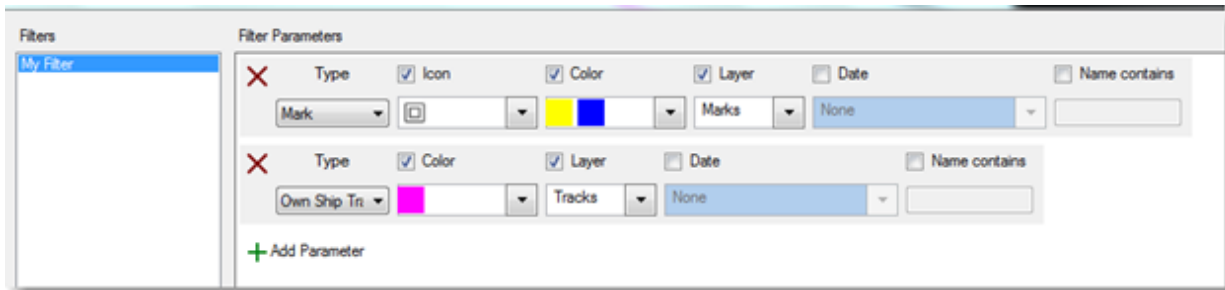 Filters Filter Parameters
My Filter
Type Icon Color Layer Date Name contains
Mark Marks None
Type Color Layer Date Name contains
Own Ship Tra Tracks None
Add Parameter